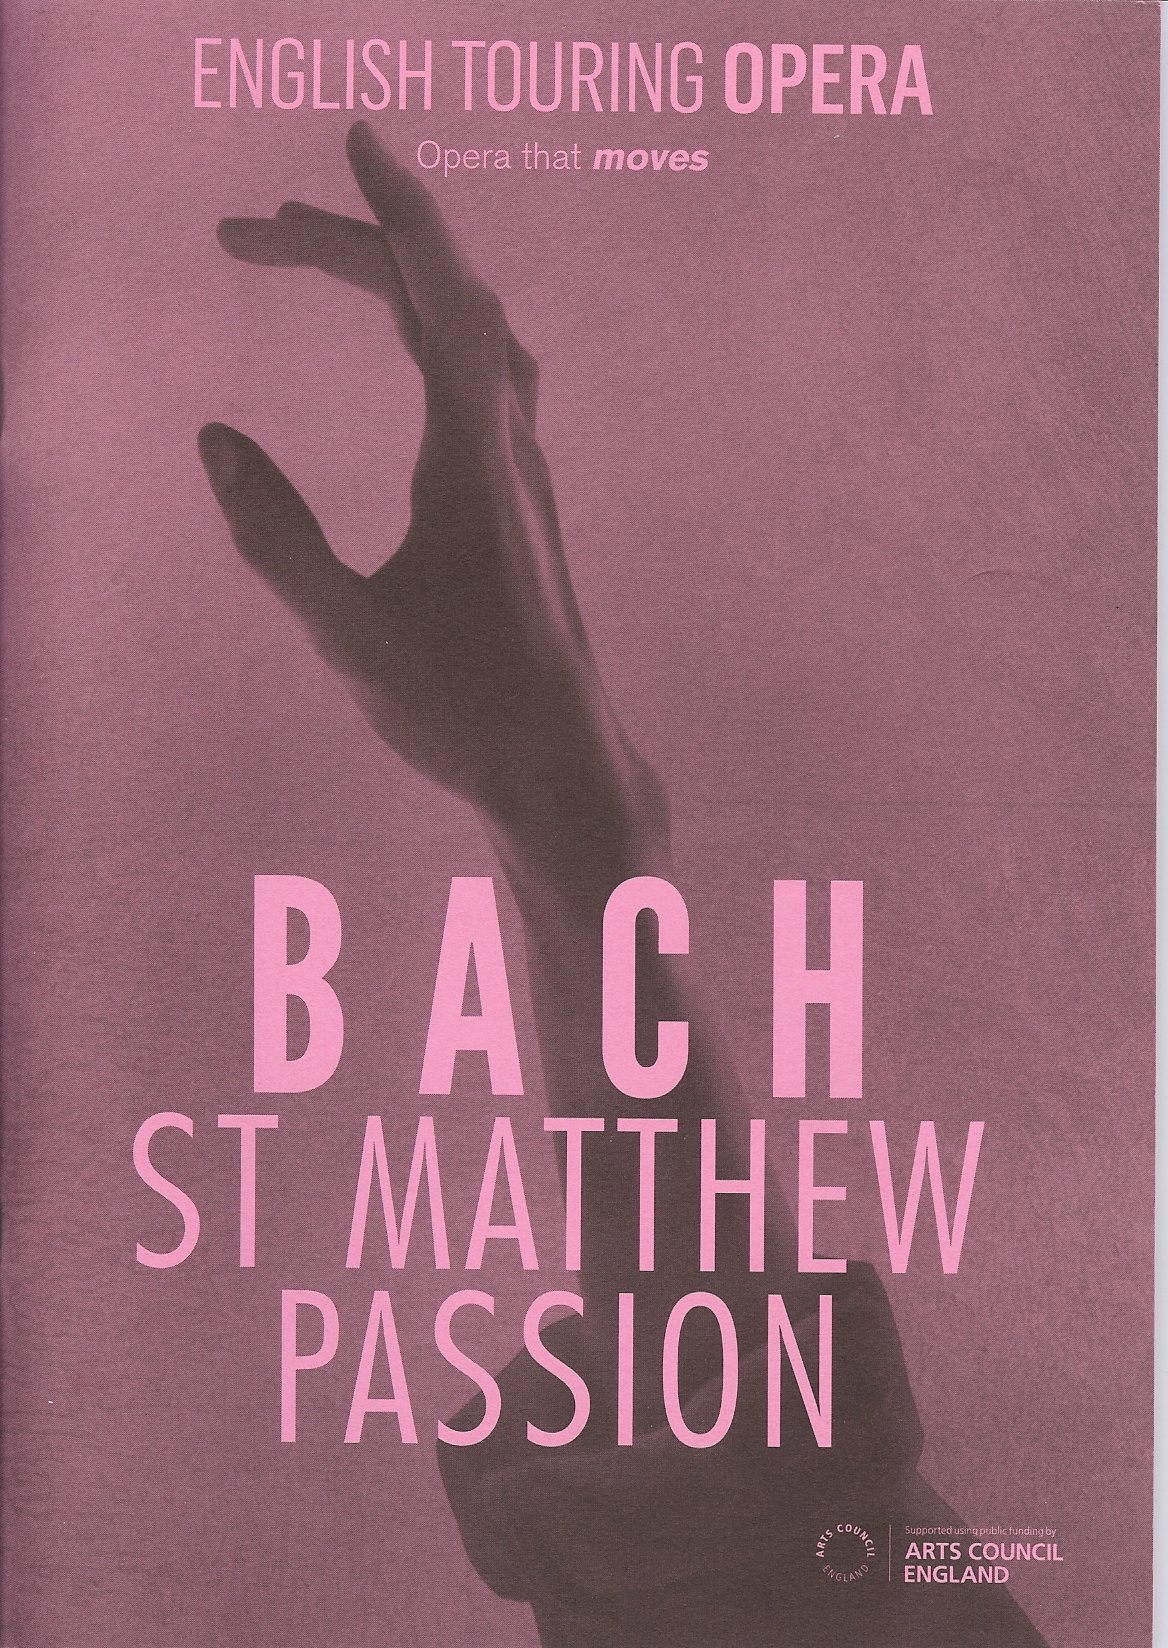 ENGLISH TOURING OPERA
Opera that moves
BACH
ST MATTHEW
PASSION
ARTS COUNCIL ENGLAND
Supported using public funding by
ARTS COUNCIL
ENGLAND